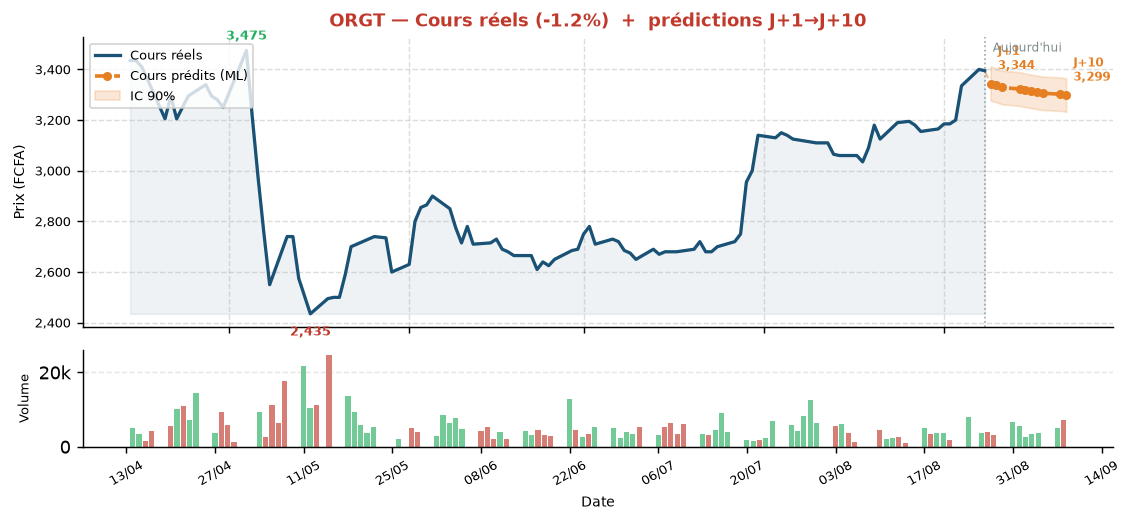 ORGT — Cours réels (-1.2%)  +  prédictions J+1→J+10
3,475
Aujourd'hui
Cours réels
Cours prédits (ML)
IC 90%
J+1
3,344
J+10
3,299
3,400
3,200
3,000
2,800
2,600
2,400
Prix (FCFA)
2,435
20k
0
Volume
13/04
27/04
11/05
25/05
08/06
22/06
06/07
20/07
03/08
17/08
31/08
14/09
Date